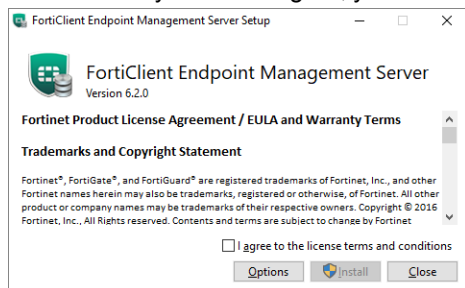 FortiClient Endpoint Management Server Setup
FortiClient Endpoint Management Server
Version 6.2.0
Fortinet Product License Agreement / EULA and Warranty Terms
Trademarks and Copyright Statement
Fortinet®, FortiGate®, and FortiGuard® are registered trademarks of Fortinet, Inc., and other
Fortinet names herein may also be trademarks, registered or otherwise, of Fortinet. All other
product or company names may be trademarks of their respective owners. Copyright © 2016
Fortinet, Inc., All Rights reserved. Contents and terms are subject to change by Fortinet
I agree to the license terms and conditions
Options Install Close